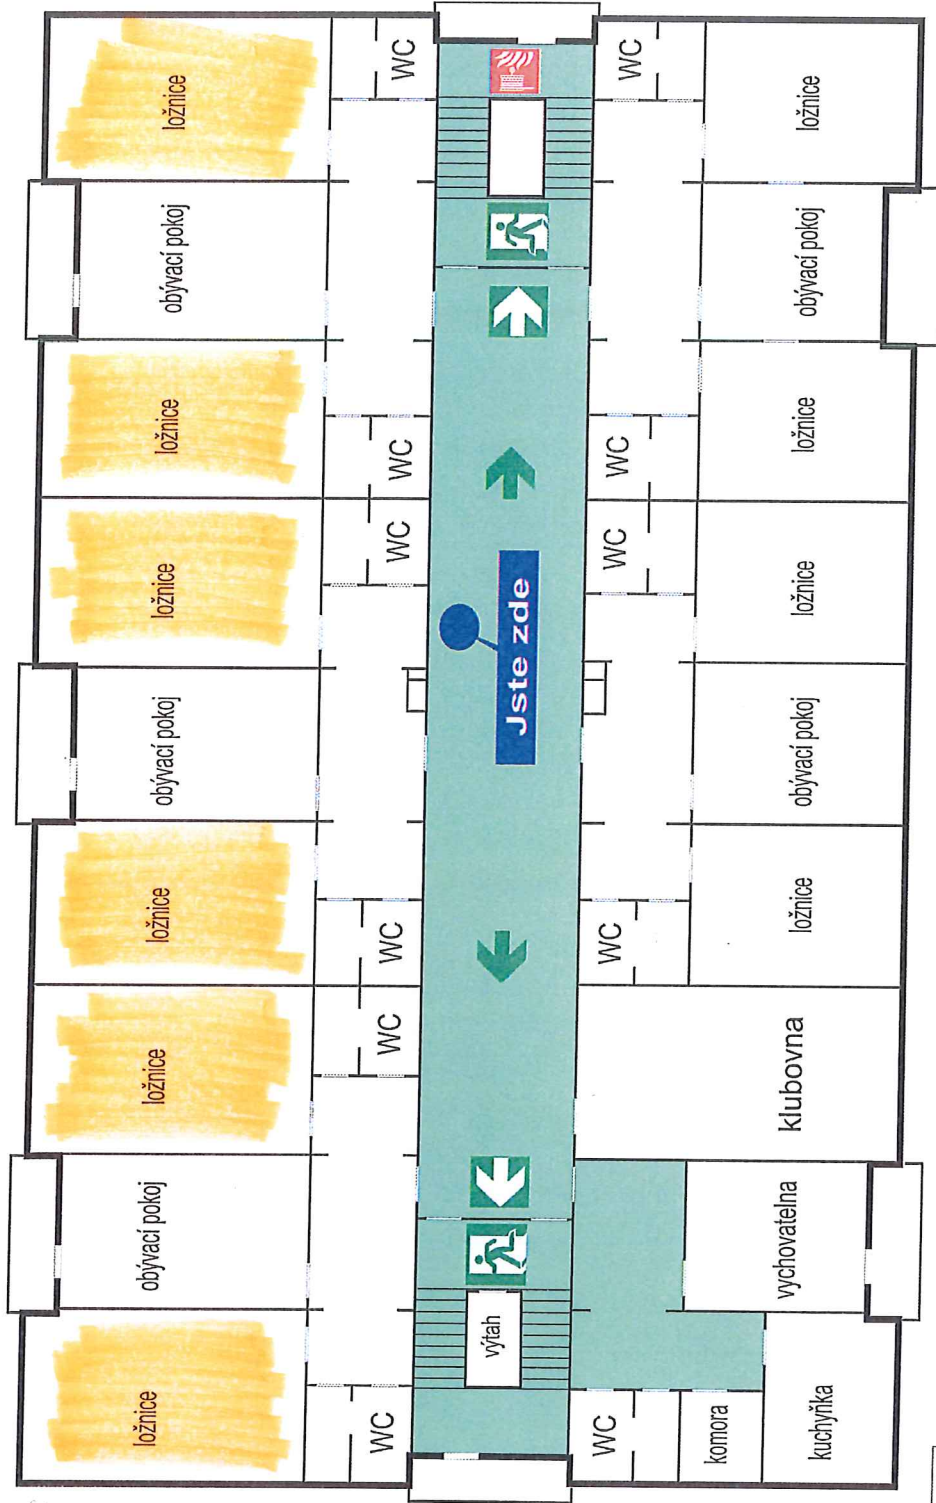 ložnice
obývací pokoj
ložnice
ložnice
obývací pokoj
ložnice
ložnice
obývací pokoj
ložnice
WC
WC
WC
WC
WC
WC
výtah
Jste zde
WC
WC
WC
WC
WC
komora
kuchyňka
vychovatelna
klubovna
ložnice
obývací pokoj
ložnice
ložnice
obývací pokoj
ložnice